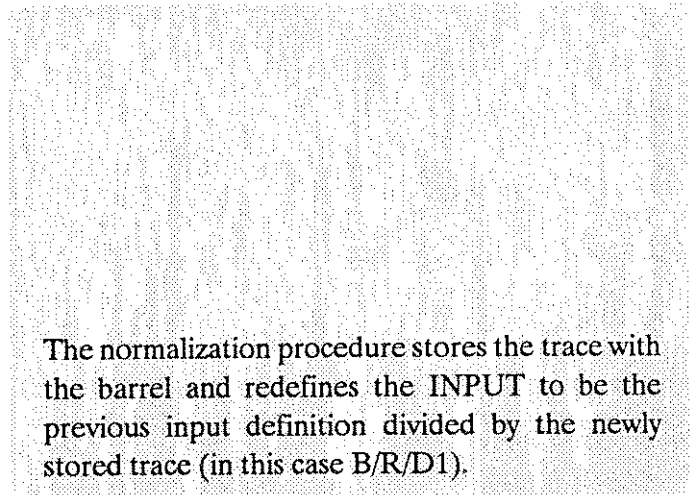 The normalization procedure stores the trace with
the barrel and redefines the INPUT to be the
previous input definition divided by the newly
stored trace (in this case B/R/D1).